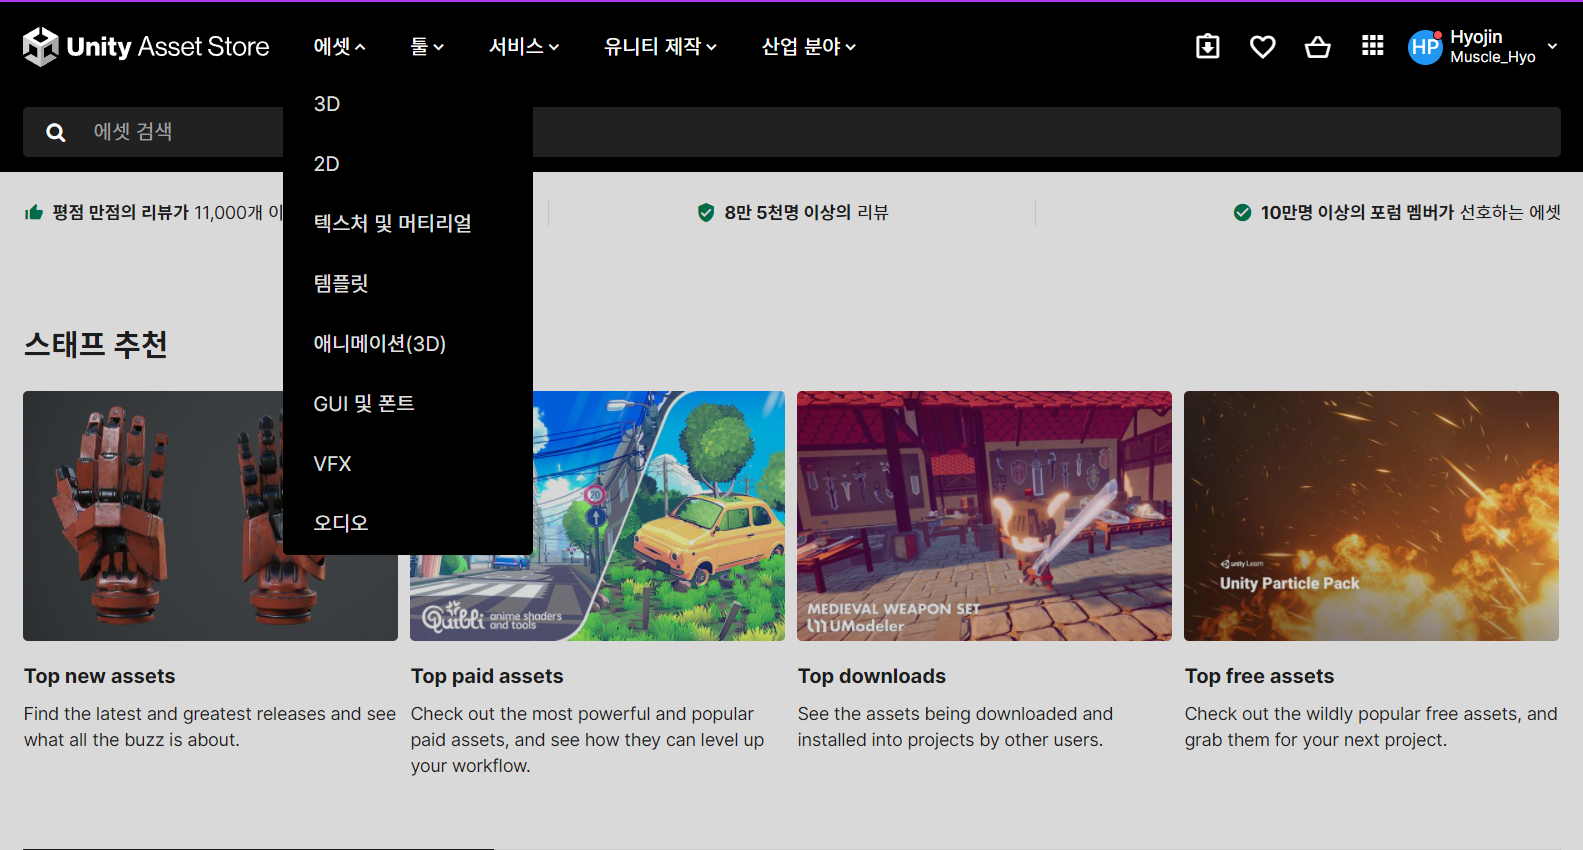 Unity Asset Store
에셋
툴
서비스
유니티 제작
산업 분야
HP
Hyojin
Muscle_Hyo
에셋 검색
3D
2D
텍스처 및 머티리얼
템플릿
애니메이션(3D)
GUI 및 폰트
VFX
오디오
평점 만점의 리뷰가 11,000개 이
8만 5천명 이상의 리뷰
10만명 이상의 포럼 멤버가 선호하는 에셋
스태프 추천
20
Quibli anime shaders
and tools
MEDIEVAL WEAPON SET
UModeler
unity Learn
Unity Particle Pack
Top new assets
Find the latest and greatest releases and see
what all the buzz is about.
Top paid assets
Check out the most powerful and popular
paid assets, and see how they can level up
your workflow.
Top downloads
See the assets being downloaded and
installed into projects by other users.
Top free assets
Check out the wildly popular free assets, and
grab them for your next project.